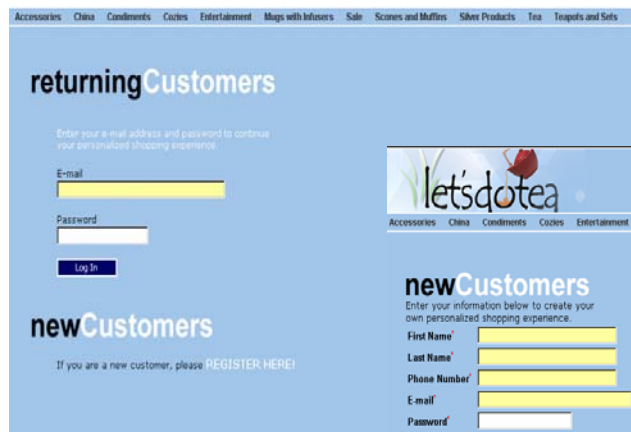 Accessories China Condiments Cozies Entertainment Mugs with Infusers Sale Scones and Muffins Silver Products Tea Teapots and Sets
returningCustomers
Enter your e-mail address and password to continue
your personalized shopping experience.
E-mail
Password
Log In
newCustomers
If you are a new customer, please REGISTER HERE!
let'sdotea
Accessories China Condiments Cozies Entertainment
newCustomers
Enter your information below to create your
own personalized shopping experience.
First Name*
Last Name*
Phone Number*
E-mail*
Password*